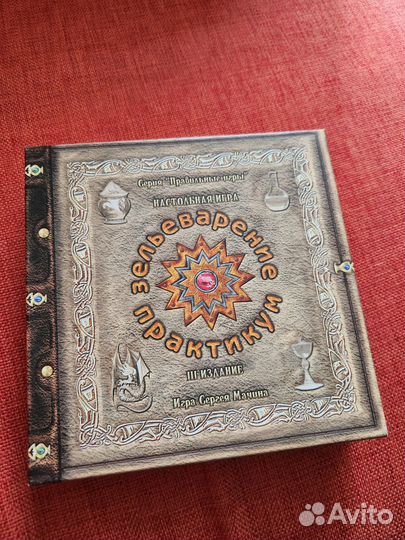 Серия "Правильные игры"
НАСТОЛЬНАЯ ИГРА
Зельеварение
практикум
III ИЗДАНИЕ
Игра Сергея Мачина
Avito